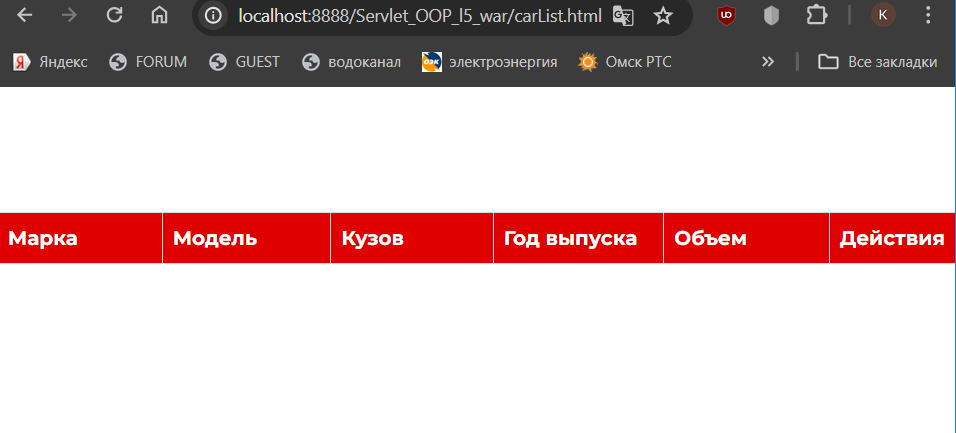 localhost:8888/Servlet_OOP_l5_war/carList.html K
Яндекс FORUM GUEST водоканал оэк электроэнергия Омск РТС » Все закладки
Марка Модель Кузов Год выпуска Объем Действия